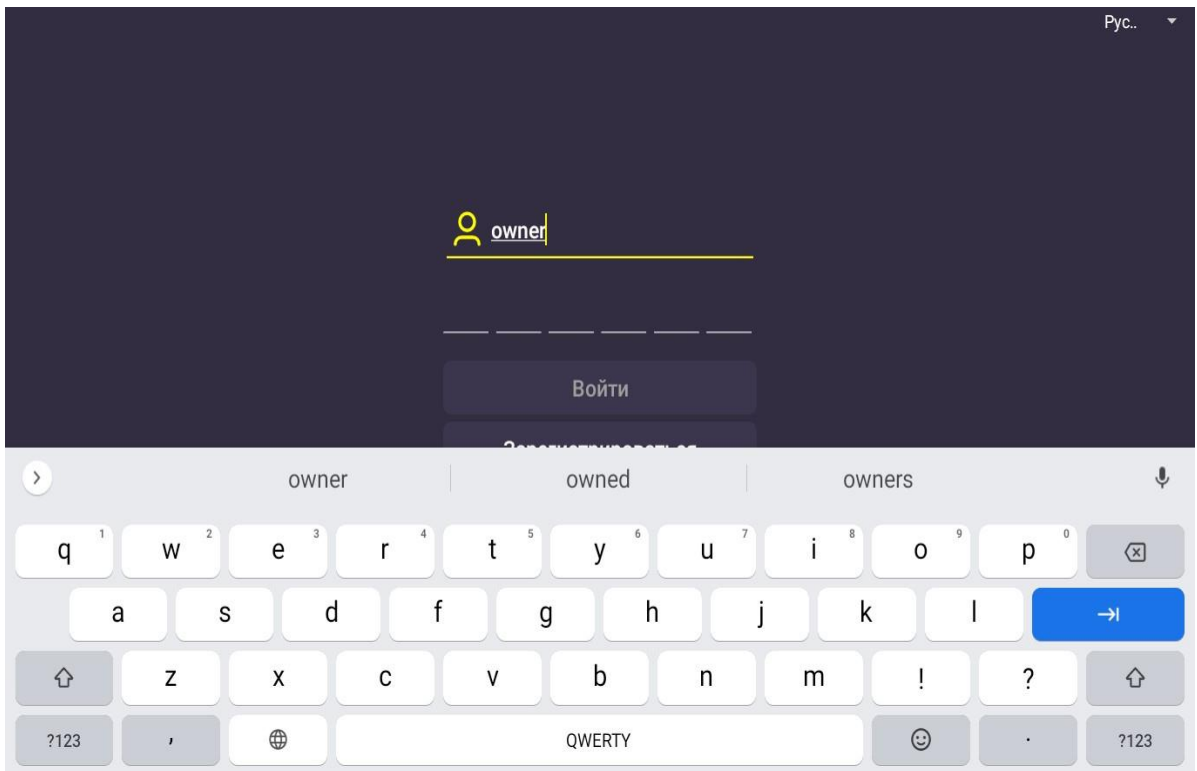 Рус..
owner
Войти
Зарегистрироваться
owner owned owners
q 1 w 2 e 3 r 4 t 5 y 6 u 7 i 8 o 9 p 0
a s d f g h j k l
z x c v b n m ! ?
?123 , QWERTY . ?123